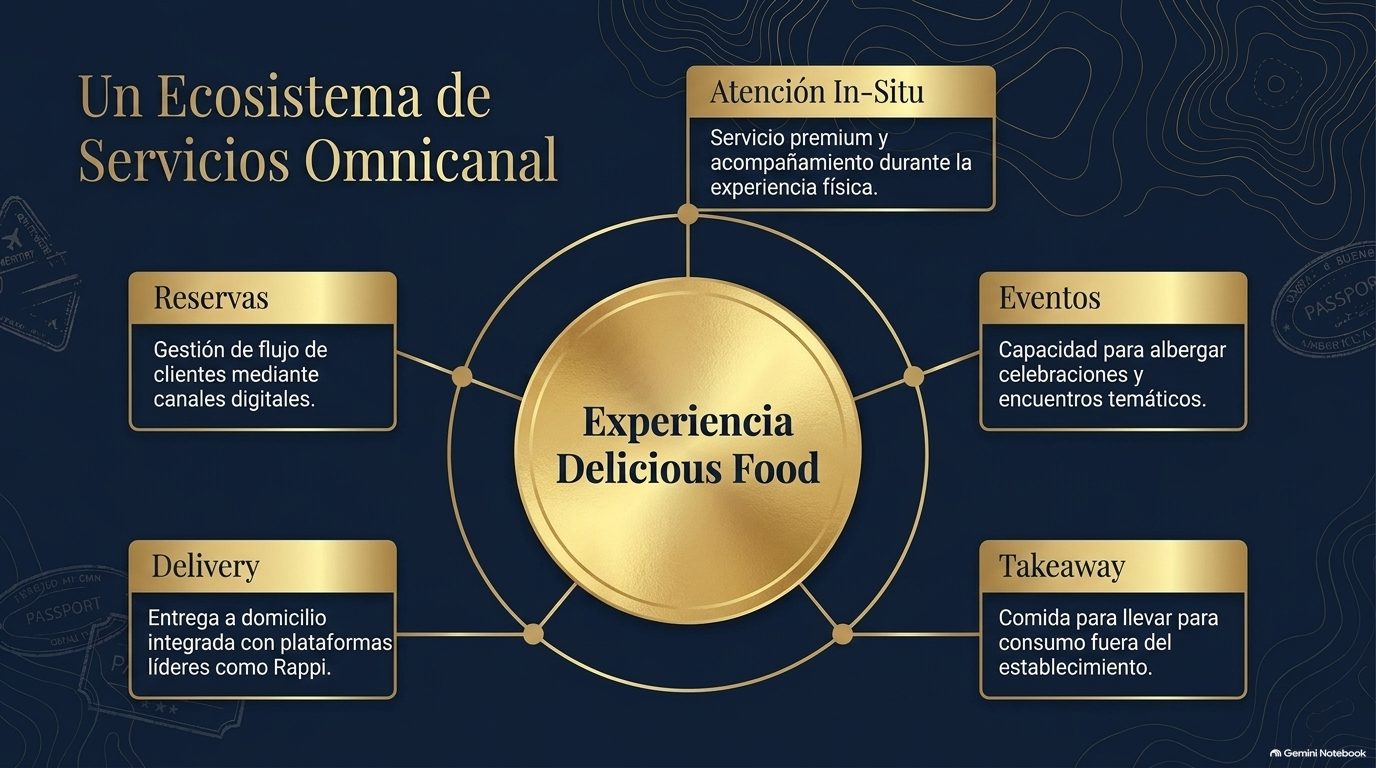 Un Ecosistema de
Servicios Omnicanal
Atención In-Situ
Servicio premium y
acompañamiento durante la
experiencia física.
Reservas
Gestión de flujo de
clientes mediante
canales digitales.
Eventos
Capacidad para albergar
celebraciones y
encuentros temáticos.
Experiencia
Delicious Food
Delivery
Entrega a domicilio
integrada con plataformas
líderes como Rappi.
Takeaway
Comida para llevar para
consumo fuera del
establecimiento.
PASSPORT
Gemini Notebook